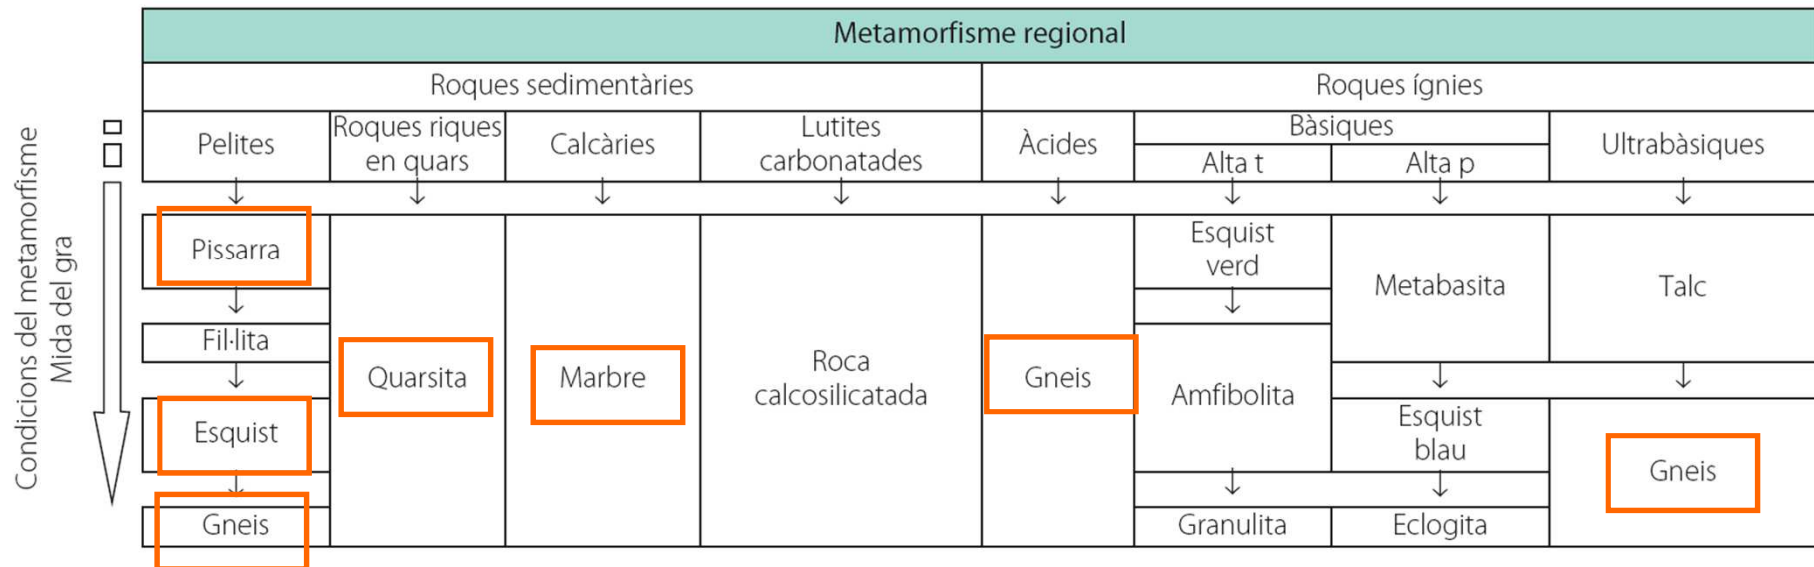 Metamorfisme regional
Roques sedimentàries
Roques ígnies
Pelites
Roques riques
en quars
Calcàries
Lutites
carbonatades
Àcides
Bàsiques
Alta t
Alta p
Ultrabàsiques
Condicions del metamorfisme
Mida del gra
Pissarra
Fil·lita
Esquist
Gneis
Quarsita
Marbre
Roca
calcosilicatada
Gneis
Esquist
verd
Amfibolita
Granulita
Metabasita
Esquist
blau
Eclogita
Talc
Gneis